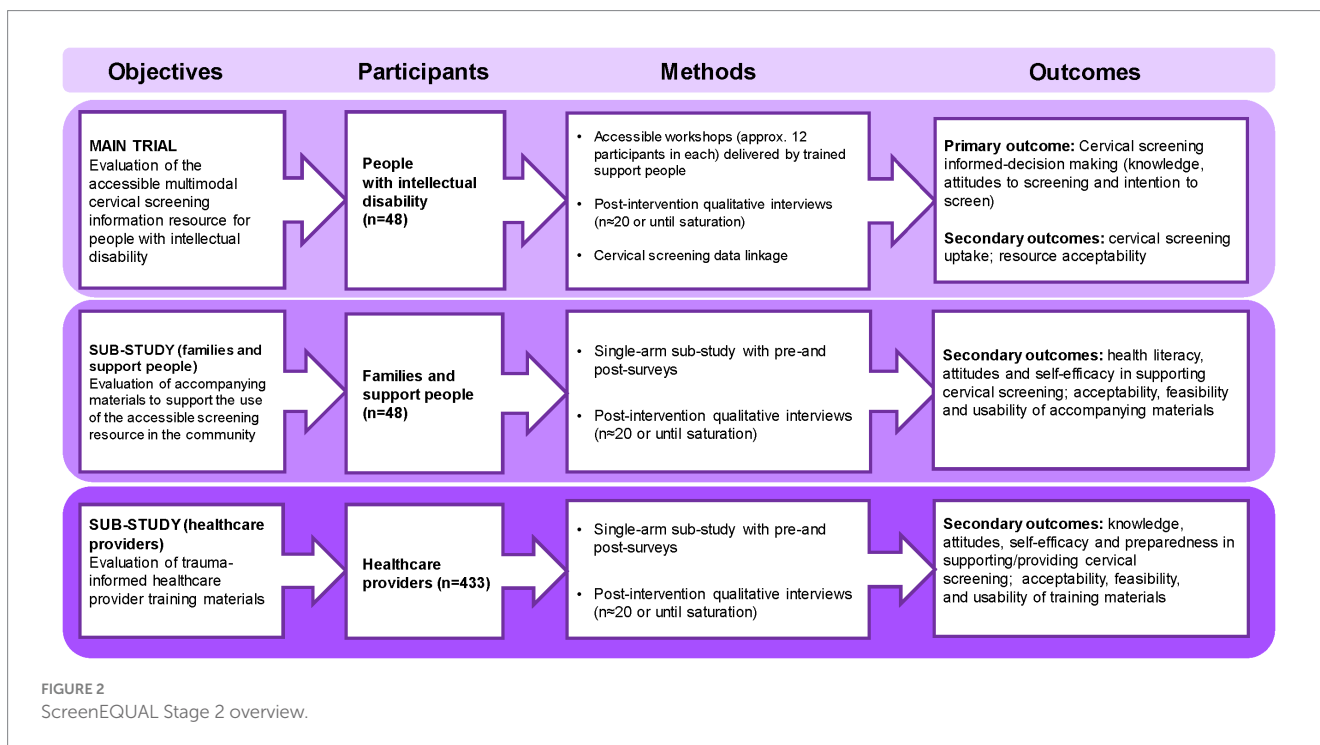 Objectives
Participants
Methods
Outcomes
MAIN TRIAL
Evaluation of the
accessible multimodal
cervical screening
information resource for
people with intellectual
disability
People
with intellectual
disability
(n=48)
• Accessible workshops (approx. 12
participants in each) delivered by trained
support people
• Post-intervention qualitative interviews
(n≈20 or until saturation)
• Cervical screening data linkage
Primary outcome: Cervical screening
informed-decision making (knowledge,
attitudes to screening and intention to
screen)
Secondary outcomes: cervical screening
uptake; resource acceptability
SUB-STUDY (families and
support people)
Evaluation of accompanying
materials to support the use
of the accessible screening
resource in the community
Families and
support people
(n=48)
• Single-arm sub-study with pre-and
post-surveys
• Post-intervention qualitative interviews
(n≈20 or until saturation)
Secondary outcomes: health literacy,
attitudes and self-efficacy in supporting
cervical screening; acceptability, feasibility
and usability of accompanying materials
SUB-STUDY (healthcare
providers)
Evaluation of trauma-
informed healthcare
provider training materials
Healthcare
providers (n=433)
• Single-arm sub-study with pre-and
post-surveys
• Post-intervention qualitative interviews
(n≈20 or until saturation)
Secondary outcomes: knowledge,
attitudes, self-efficacy and preparedness in
supporting/providing cervical
screening; acceptability, feasibility,
and usability of training materials
FIGURE 2
ScreenEQUAL Stage 2 overview.